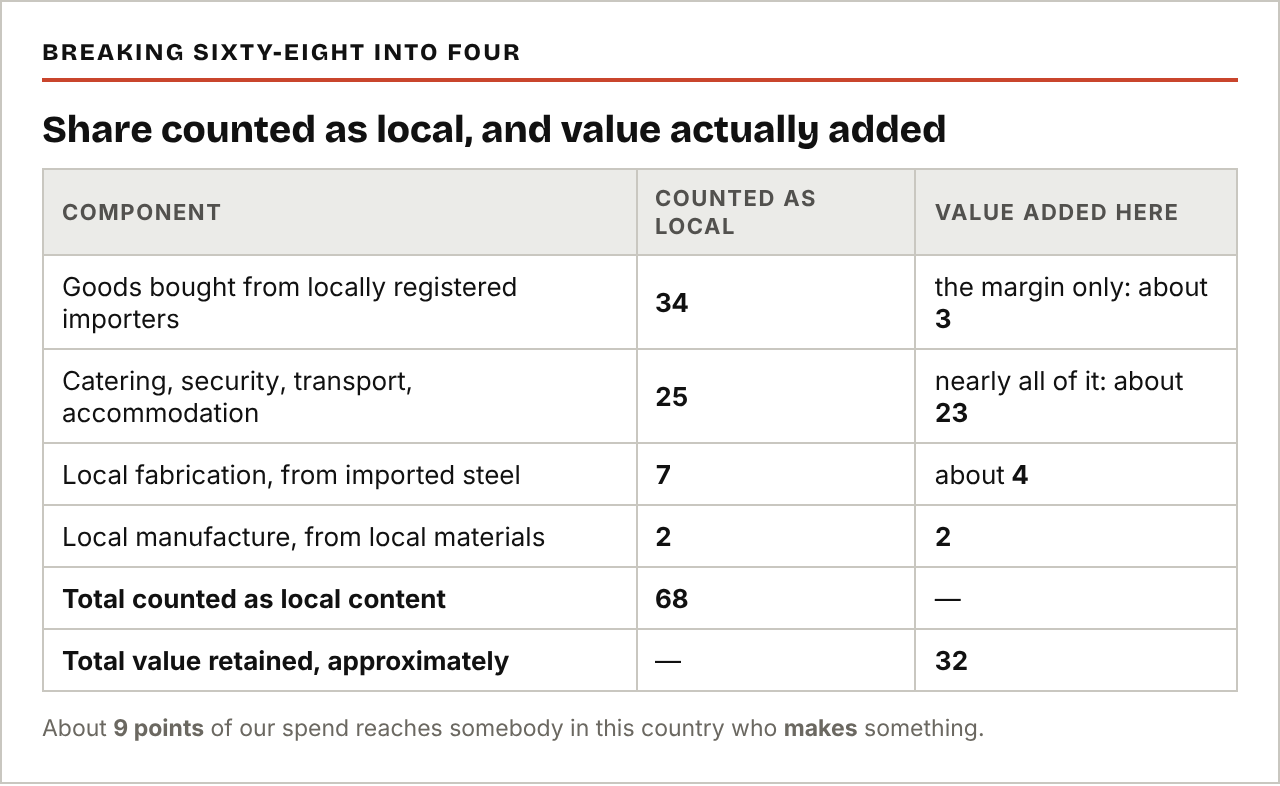 BREAKING SIXTY-EIGHT INTO FOUR
Share counted as local, and value actually added
COMPONENT
COUNTED AS
LOCAL
VALUE ADDED HERE
Goods bought from locally registered
importers
34
the margin only: about
3
Catering, security, transport,
accommodation
25
nearly all of it: about
23
Local fabrication, from imported steel
7
about 4
Local manufacture, from local materials
2
2
Total counted as local content
68
—
Total value retained, approximately
—
32
About 9 points of our spend reaches somebody in this country who makes something.